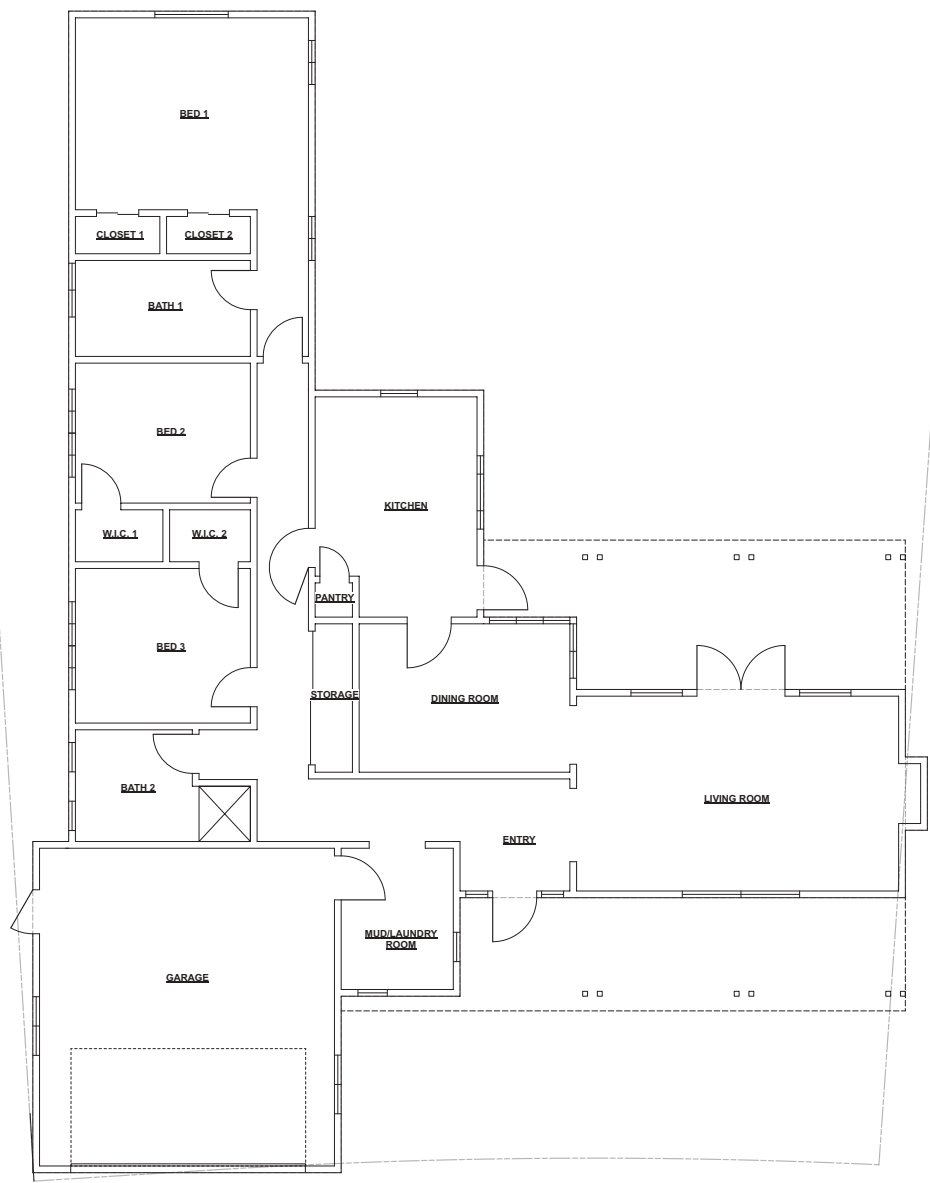 BED 1
CLOSET 1
CLOSET 2
BATH 1
BED 2
W.I.C. 1
W.I.C. 2
KITCHEN
PANTRY
BED 3
STORAGE
DINING ROOM
BATH 2
LIVING ROOM
ENTRY
MUD/LAUNDRY
ROOM
GARAGE